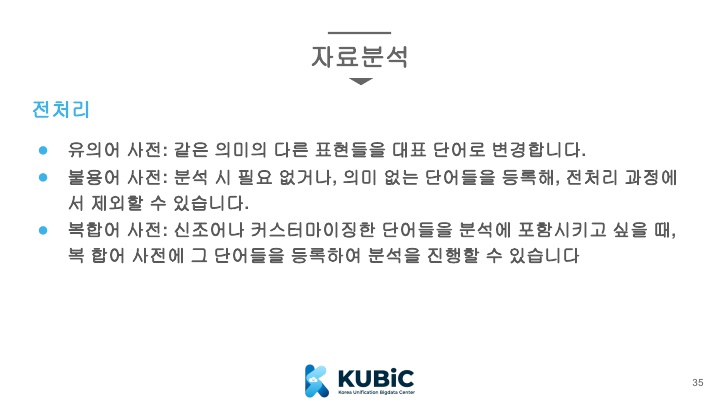 자료분석
전처리
● 유의어 사전: 같은 의미의 다른 표현들을 대표 단어로 변경합니다.
● 불용어 사전: 분석 시 필요 없거나, 의미 없는 단어들을 등록해, 전처리 과정에
서 제외할 수 있습니다.
● 복합어 사전: 신조어나 커스터마이징한 단어들을 분석에 포함시키고 싶을 때,
복 합어 사전에 그 단어들을 등록하여 분석을 진행할 수 있습니다
KUBiC
Korea Unification Bigdata Center
35